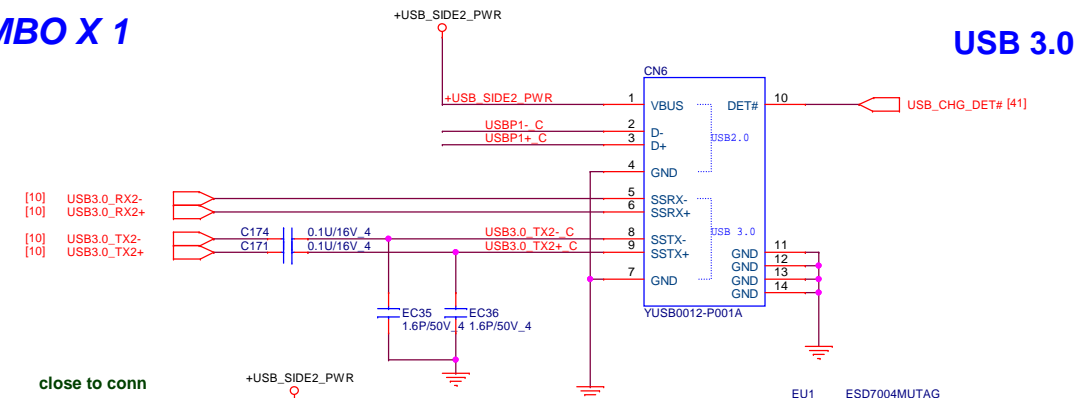 +USB_SIDE2_PWR
MBO X 1
USB 3.0
CN6
+USB_SIDE2_PWR 1 VBUS DET# 10 USB_CHG_DET# [41]
USBP1-_C 2 D-
USBP1+_C 3 D+
USB2.0
4 GND
[10] USB3.0_RX2- 5 SSRX-
[10] USB3.0_RX2+ 6 SSRX+
[10] USB3.0_TX2- C174 0.1U/16V_4 USB3.0_TX2-_C 8 SSTX-
USB 3.0
[10] USB3.0_TX2+ C171 0.1U/16V_4 USB3.0_TX2+_C 9 SSTX+
GND 11
GND 12
7 GND GND 13
GND 14
EC35 EC36
1.6P/50V_4 1.6P/50V_4
YUSB0012-P001A
close to conn
+USB_SIDE2_PWR
EU1 ESD7004MUTAG